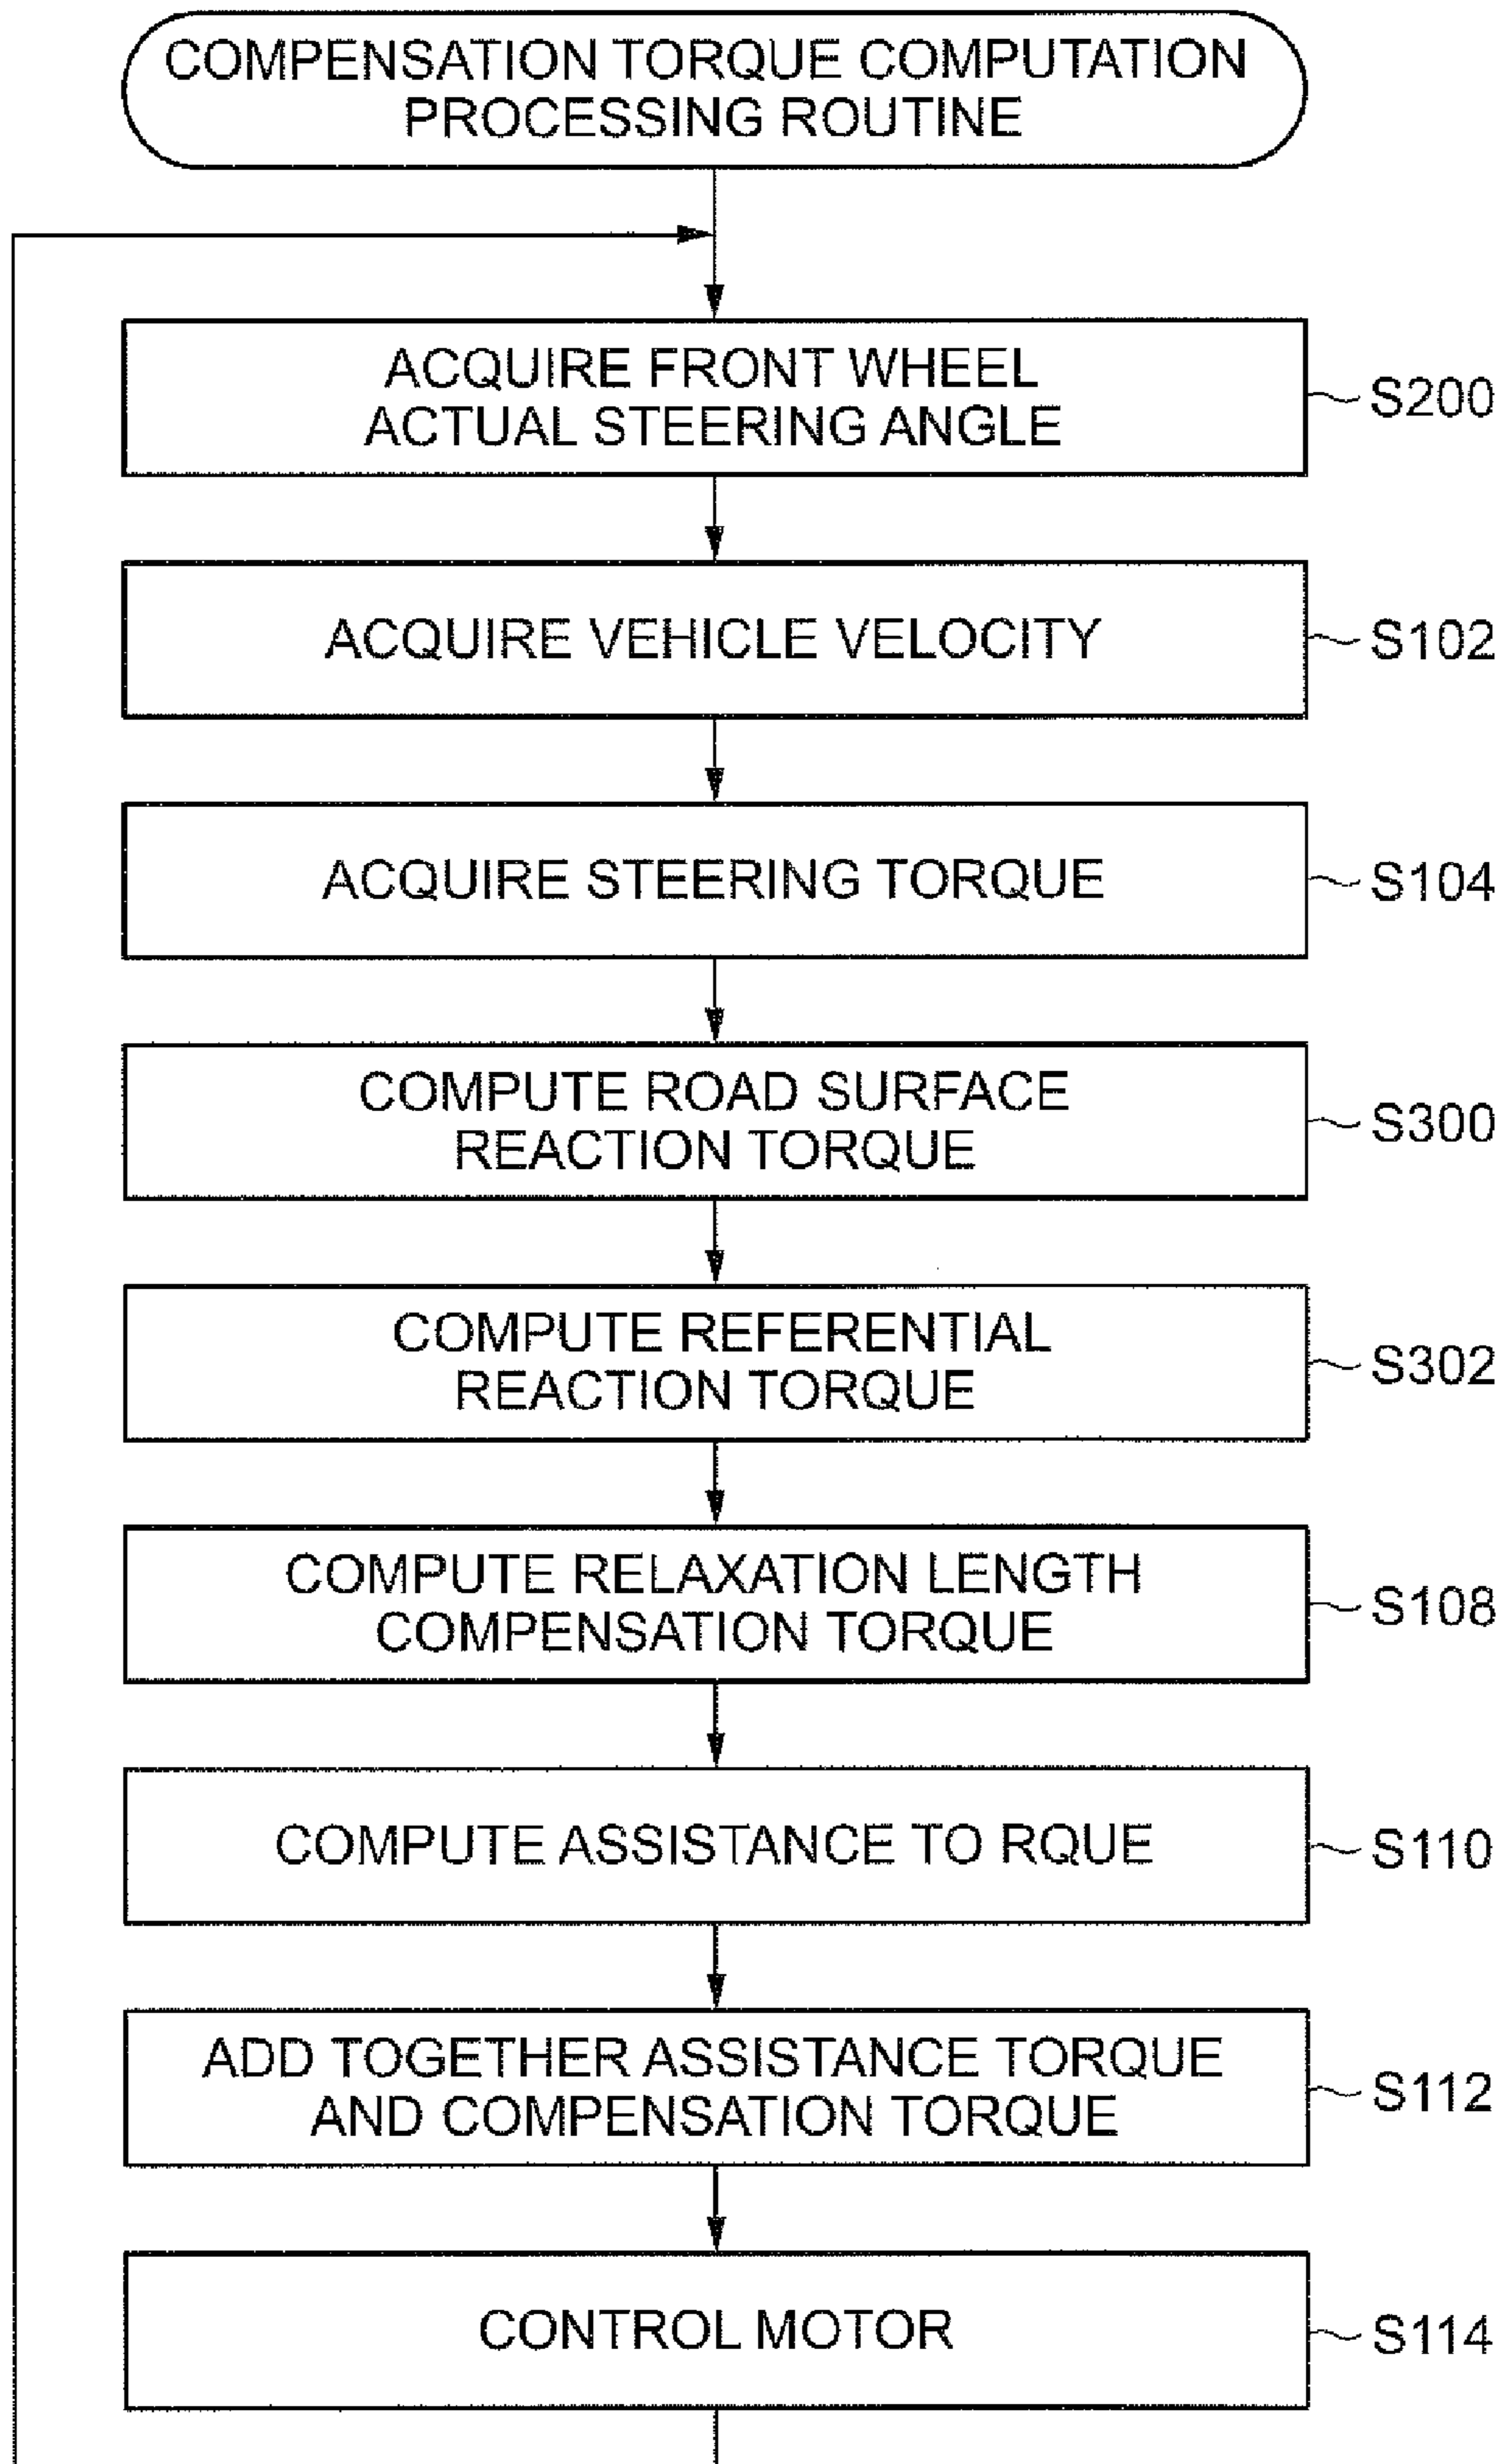 COMPENSATION TORQUE COMPUTATION
PROCESSING ROUTINE
ACQUIRE FRONT WHEEL
ACTUAL STEERING ANGLE
S200
ACQUIRE VEHICLE VELOCITY
S102
ACQUIRE STEERING TORQUE
S104
COMPUTE ROAD SURFACE
REACTION TORQUE
S300
COMPUTE REFERENTIAL
REACTION TORQUE
S302
COMPUTE RELAXATION LENGTH
COMPENSATION TORQUE
S108
COMPUTE ASSISTANCE TO RQUE
S110
ADD TOGETHER ASSISTANCE TORQUE
AND COMPENSATION TORQUE
S112
CONTROL MOTOR
S114